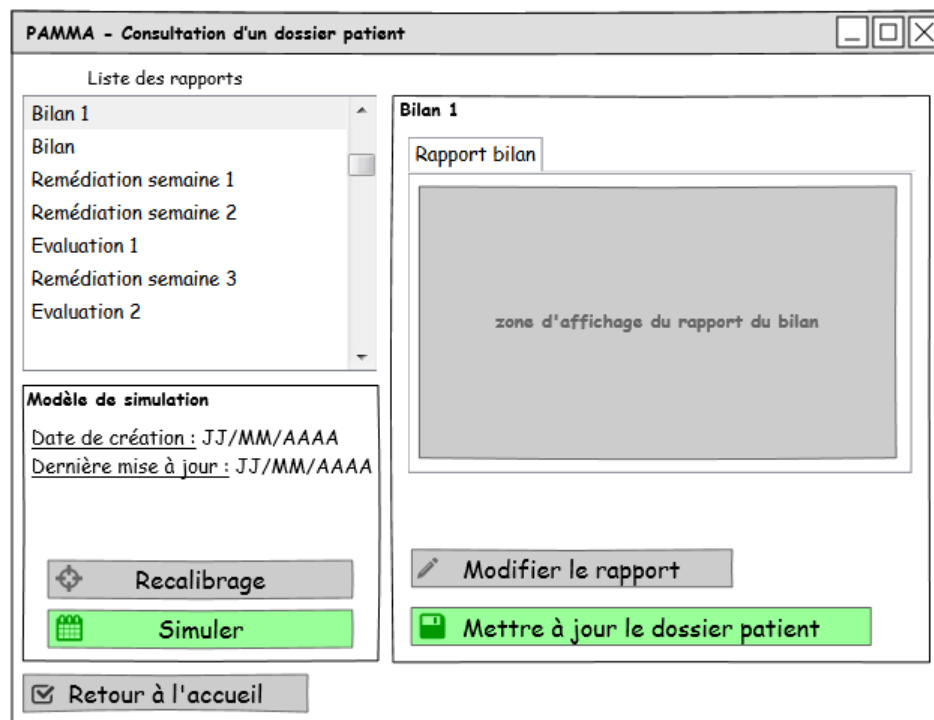 PAMMA - Consultation d'un dossier patient
Liste des rapports
Bilan 1
Bilan
Remédiation semaine 1
Remédiation semaine 2
Evaluation 1
Remédiation semaine 3
Evaluation 2
Modèle de simulation
Date de création : JJ/MM/AAAA
Dernière mise à jour : JJ/MM/AAAA
Recalibrage
Simuler
Retour à l'accueil
Bilan 1
Rapport bilan
zone d'affichage du rapport du bilan
Modifier le rapport
Mettre à jour le dossier patient